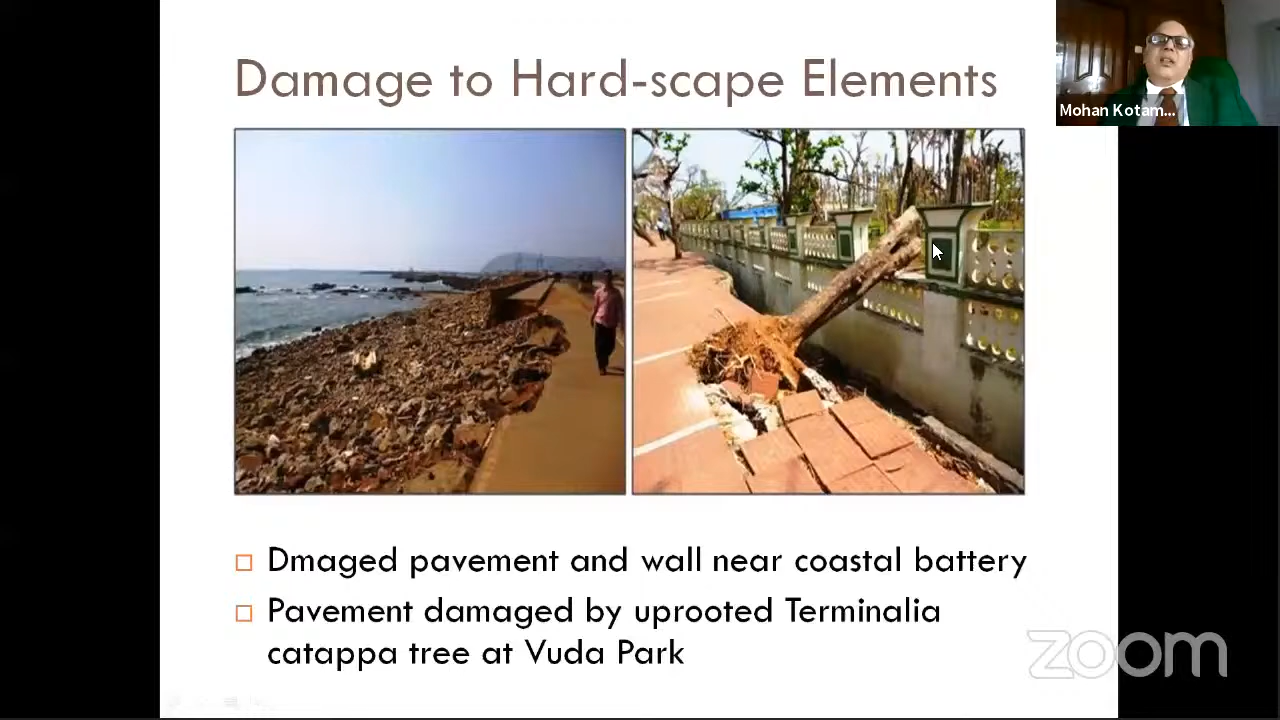 Damage to Hard-scape Elements
Mohan Kotam...
Dmaged pavement and wall near coastal battery
Pavement damaged by uprooted Terminalia
catappa tree at Vuda Park
zoom